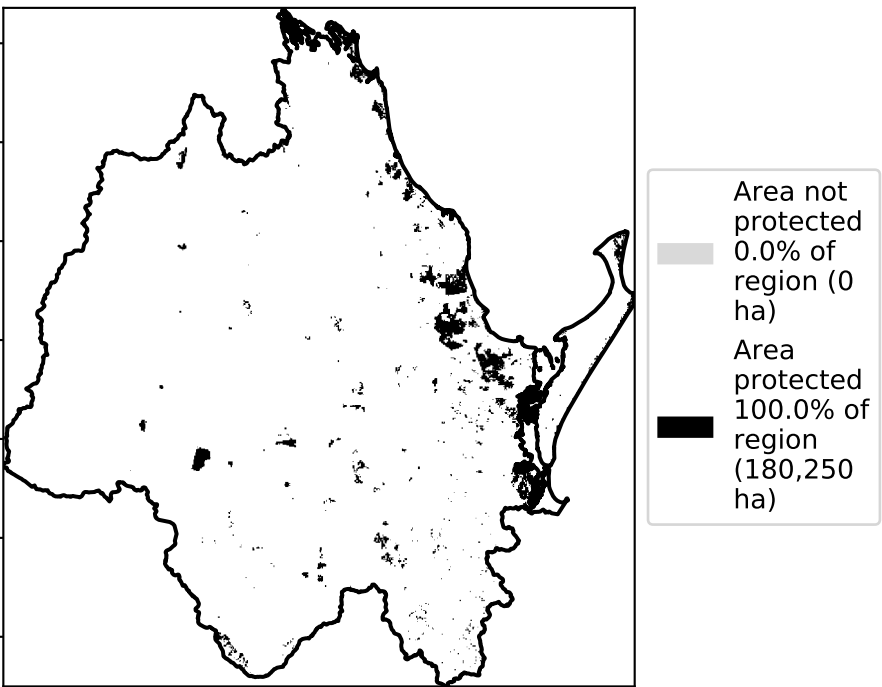 Area not
protected
0.0% of
region (0
ha)
Area
protected
100.0% of
region
(180,250
ha)